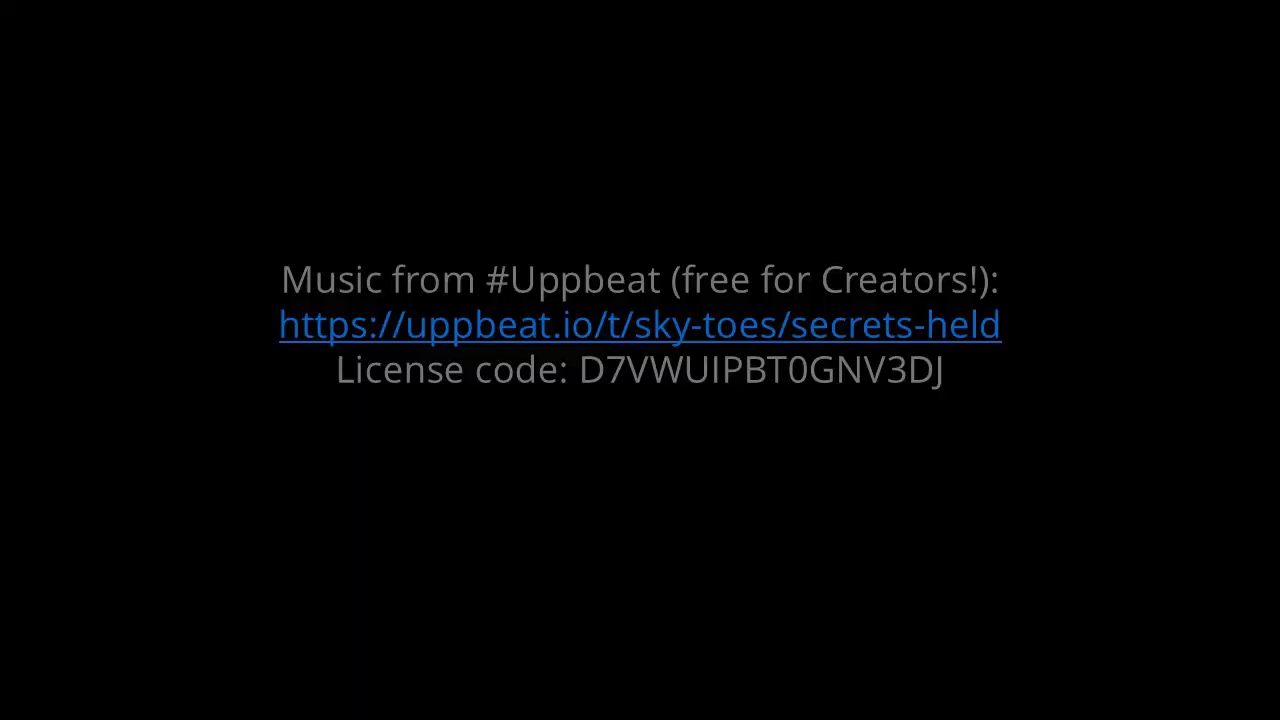 Music from #Uppbeat (free for Creators!):
https://uppbeat.io/t/sky-toes/secrets-held
License code: D7VWUIPBT0GNV3DJ